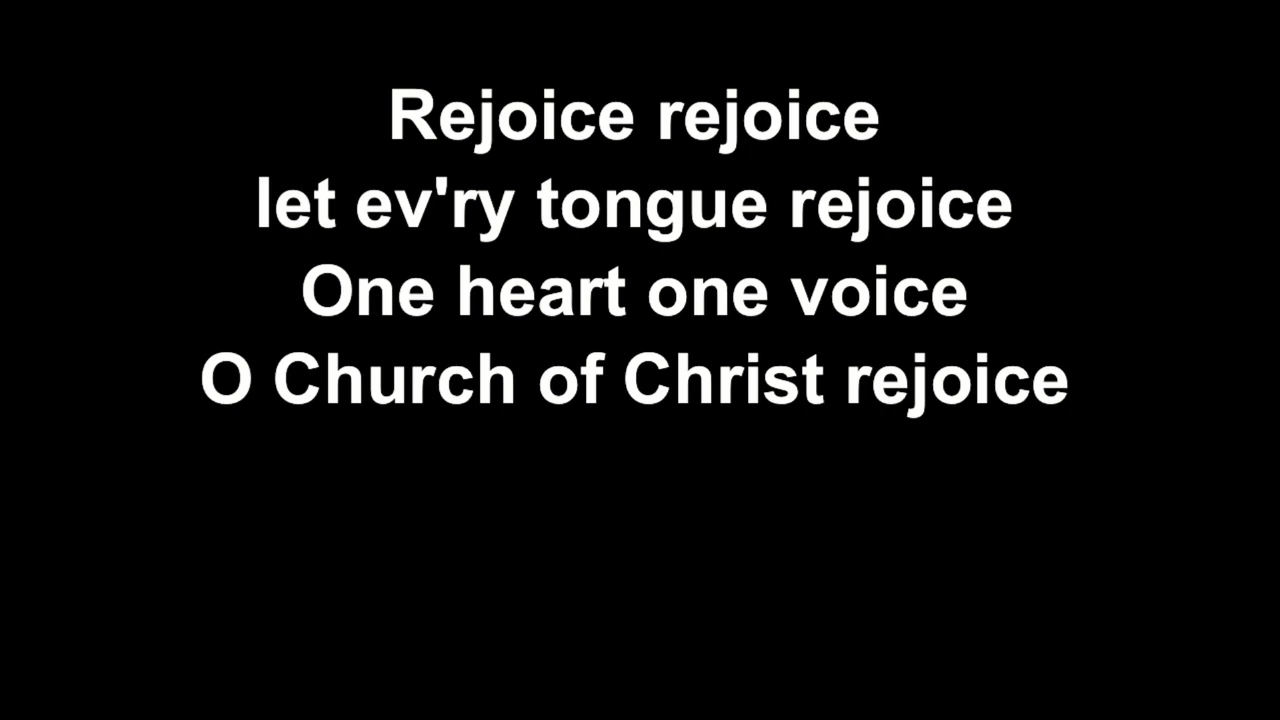 Rejoice rejoice
let ev'ry tongue rejoice
One heart one voice
O Church of Christ rejoice